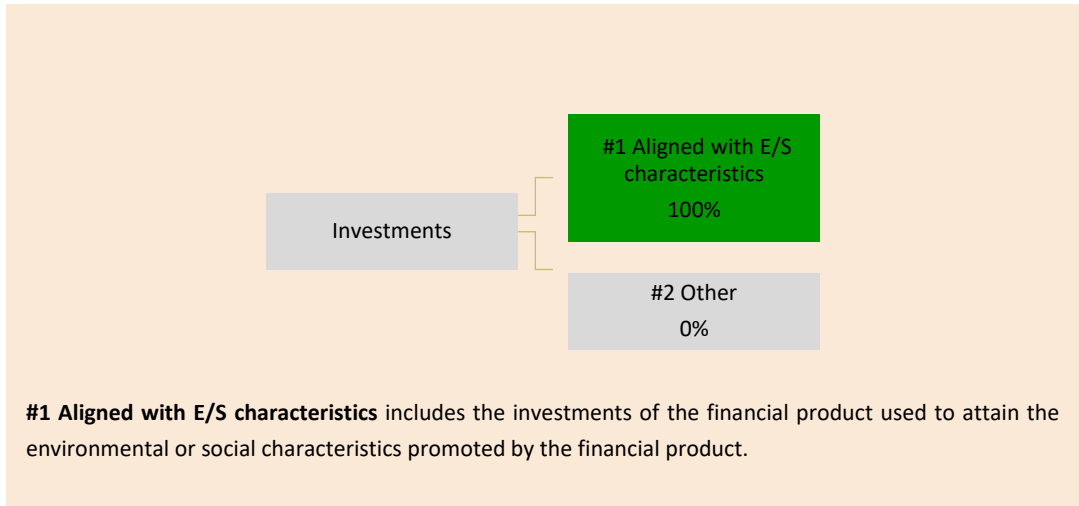 #1 Aligned with E/S
characteristics
100%
Investments
#2 Other
0%
#1 Aligned with E/S characteristics includes the investments of the financial product used to attain the
environmental or social characteristics promoted by the financial product.